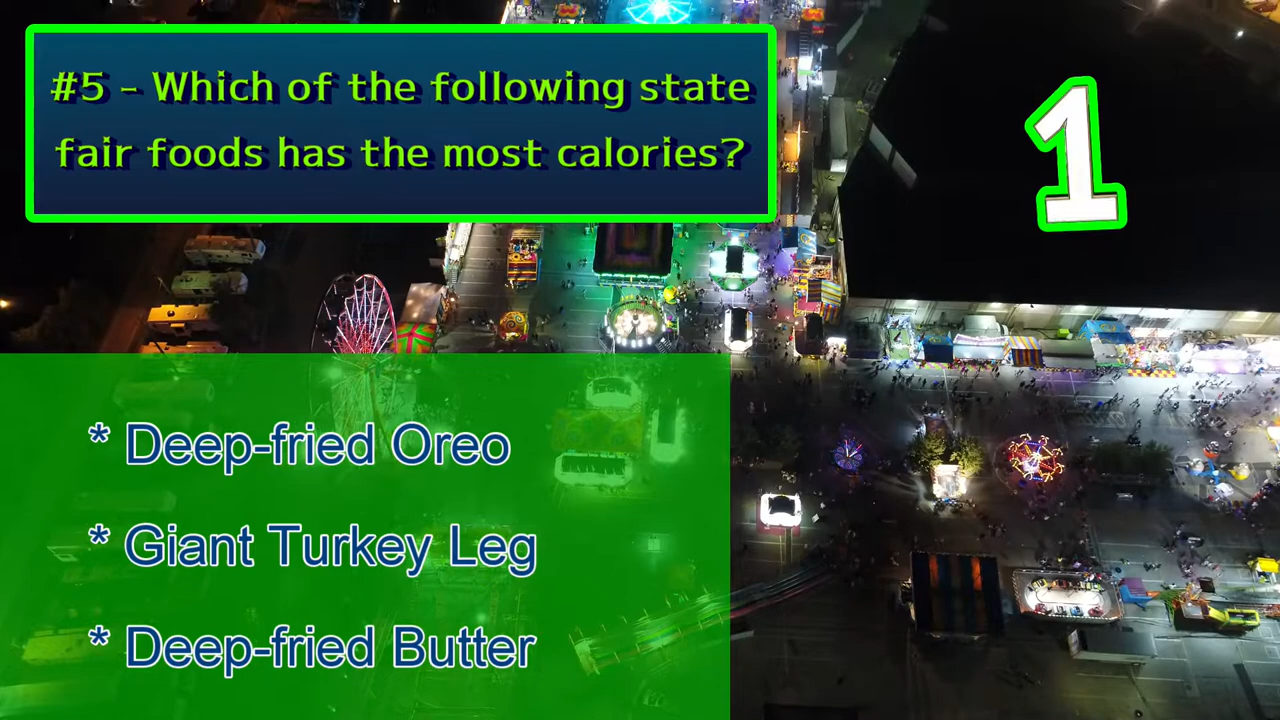 #5 - Which of the following state
fair foods has the most calories?
1
* Deep-fried Oreo
* Giant Turkey Leg
* Deep-fried Butter